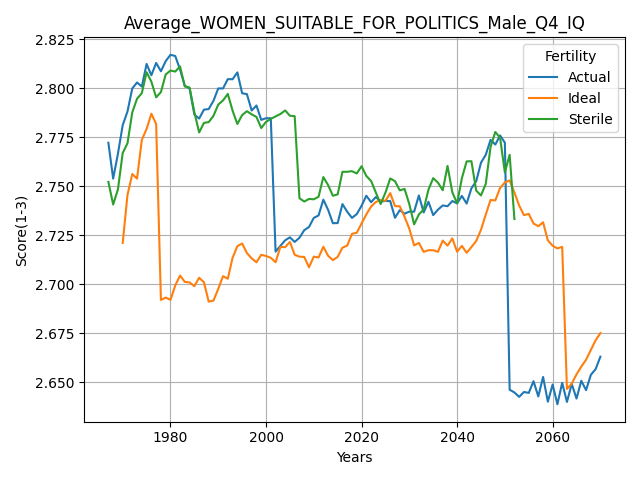 Average_WOMEN_SUITABLE_FOR_POLITICS_Male_Q4_IQ
Score(1-3)
2.825
2.800
2.775
2.750
2.725
2.700
2.675
2.650
Fertility
Actual
Ideal
Sterile
1980
2000
2020
2040
2060
Years